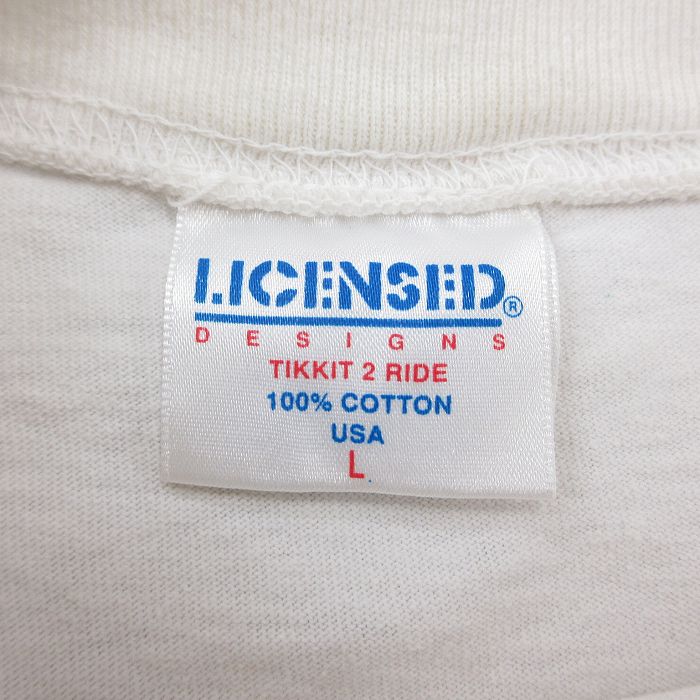 LICENSED®
DESIGNS
TIKKIT 2 RIDE
100% COTTON
USA
L